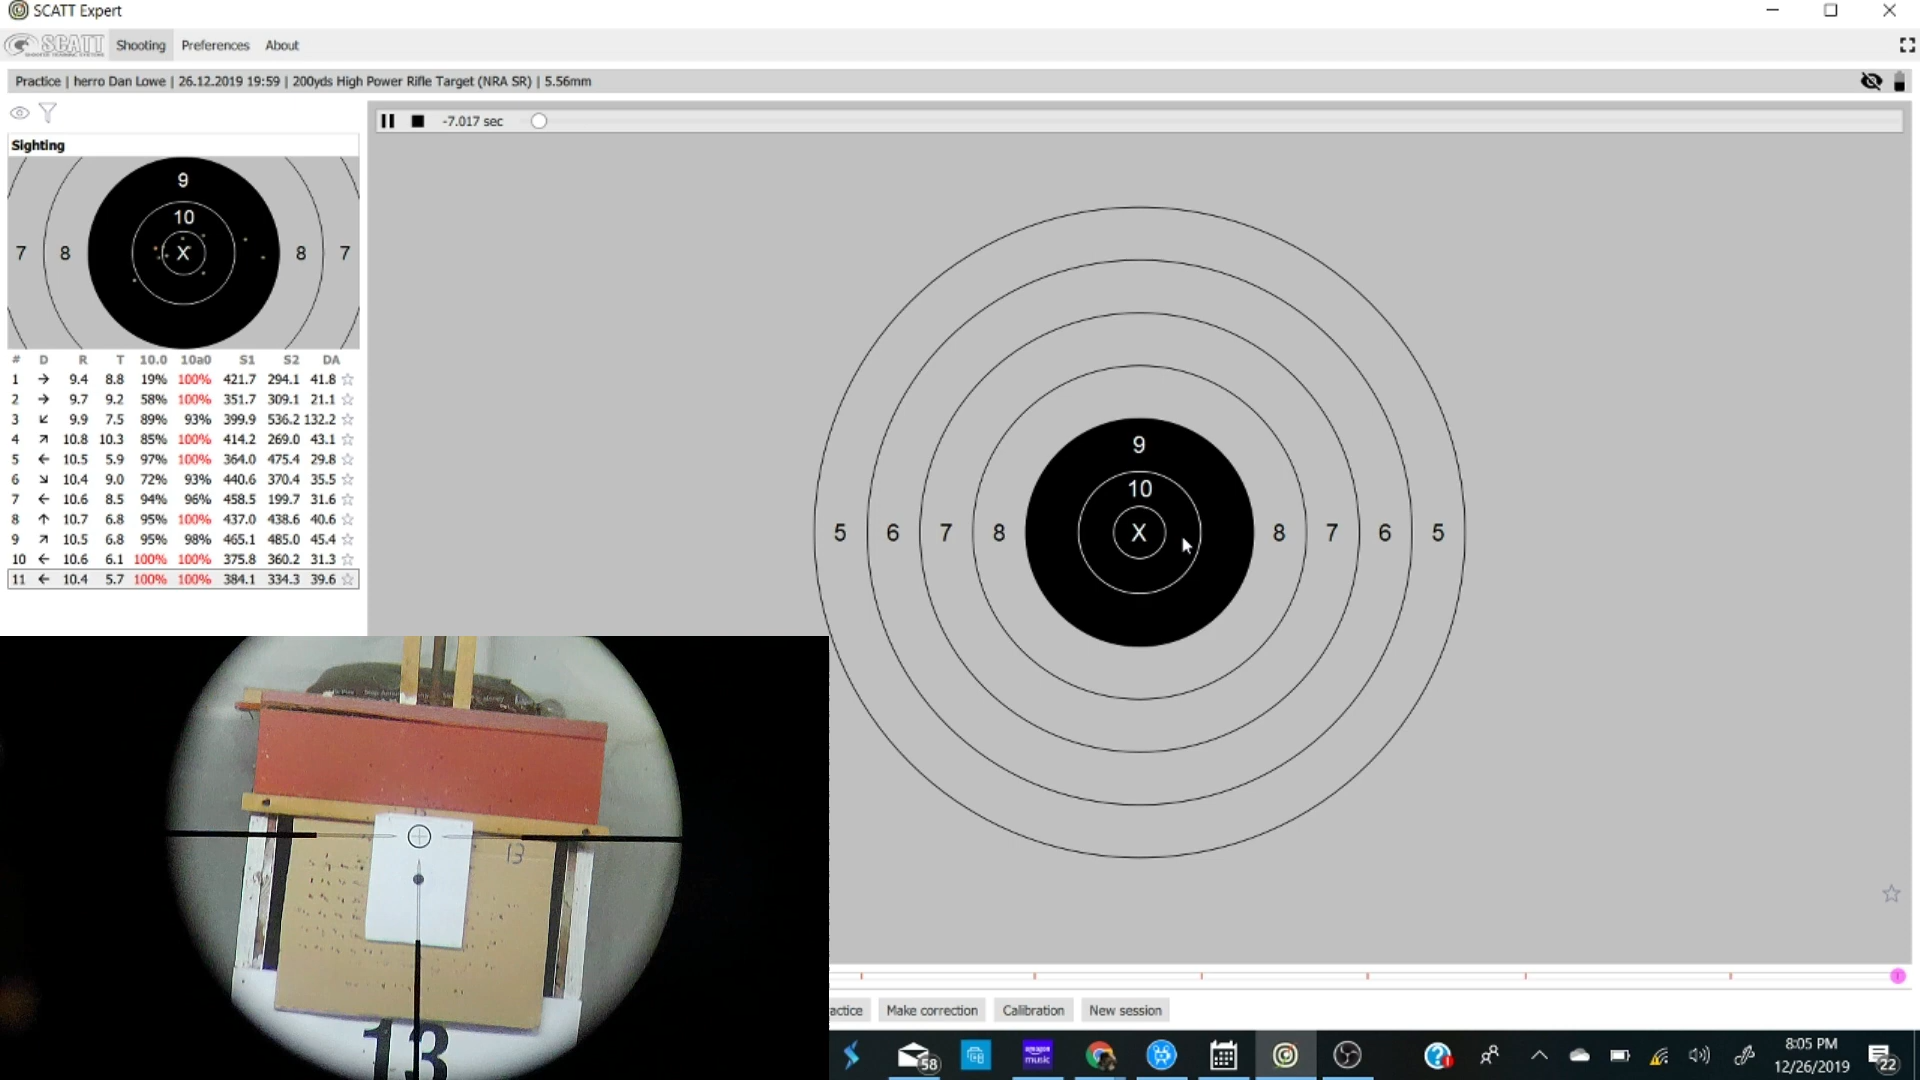 SCATT Expert
SCATT Shooting Preferences About
Practice | herro Dan Lowe | 26.12.2019 19:59 | 200yds High Power Rifle Target (NRA SR) | 5.56mm
-7.017 sec
Sighting
9
10
7 8 X 8 7
# D R T 10.0 10a0 S1 S2 DA
1 → 9.4 8.8 19% 100% 421.7 294.1 41.8
2 → 9.7 9.2 58% 100% 351.7 309.1 21.1
3 ↙ 9.9 7.5 89% 93% 399.9 536.2 132.2
4 ↗ 10.8 10.3 85% 100% 414.2 269.0 43.1
5 ← 10.5 5.9 97% 100% 364.0 475.4 29.8
6 ↘ 10.4 9.0 72% 93% 440.6 370.4 35.5
7 ← 10.6 8.5 94% 96% 458.5 199.7 31.6
8 ↑ 10.7 6.8 95% 100% 437.0 438.6 40.6
9 ↗ 10.5 6.8 95% 98% 465.1 485.0 45.4
10 ← 10.6 6.1 100% 100% 375.8 360.2 31.3
11 ← 10.4 5.7 100% 100% 384.1 334.3 39.6
9
10
5 6 7 8 X 8 7 6 5
13
13
actice Make correction Calibration New session
58
amazon music
8:05 PM
12/26/2019
22